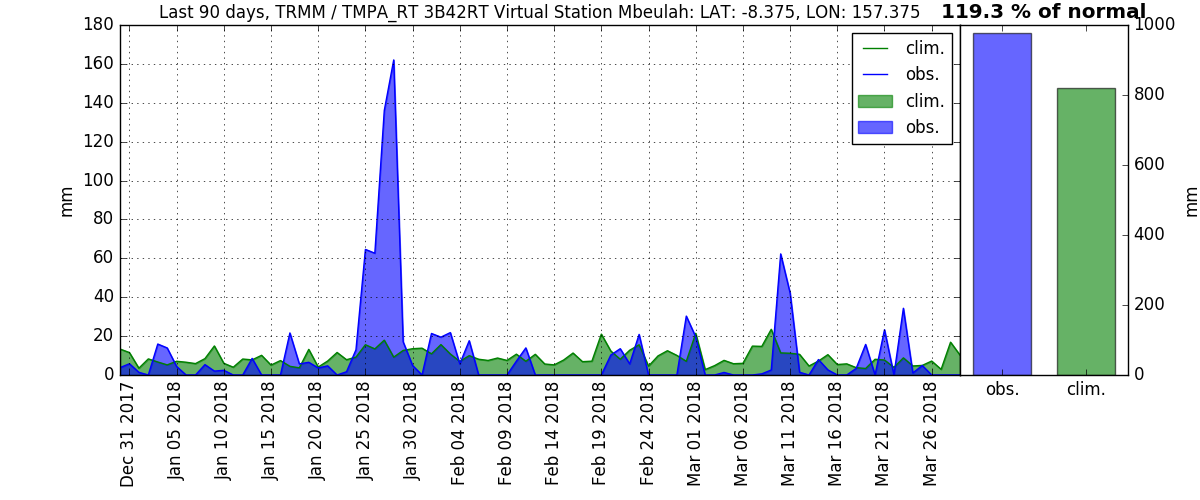 Last 90 days, TRMM / TMPA_RT 3B42RT Virtual Station Mbeulah: LAT: -8.375, LON: 157.375
119.3 % of normal
180
160
140
120
100
80
60
40
20
0
mm
clim.
obs.
clim.
obs.
1000
800
600
400
200
0
mm
Dec 31 2017
Jan 05 2018
Jan 10 2018
Jan 15 2018
Jan 20 2018
Jan 25 2018
Jan 30 2018
Feb 04 2018
Feb 09 2018
Feb 14 2018
Feb 19 2018
Feb 24 2018
Mar 01 2018
Mar 06 2018
Mar 11 2018
Mar 16 2018
Mar 21 2018
Mar 26 2018
obs.
clim.